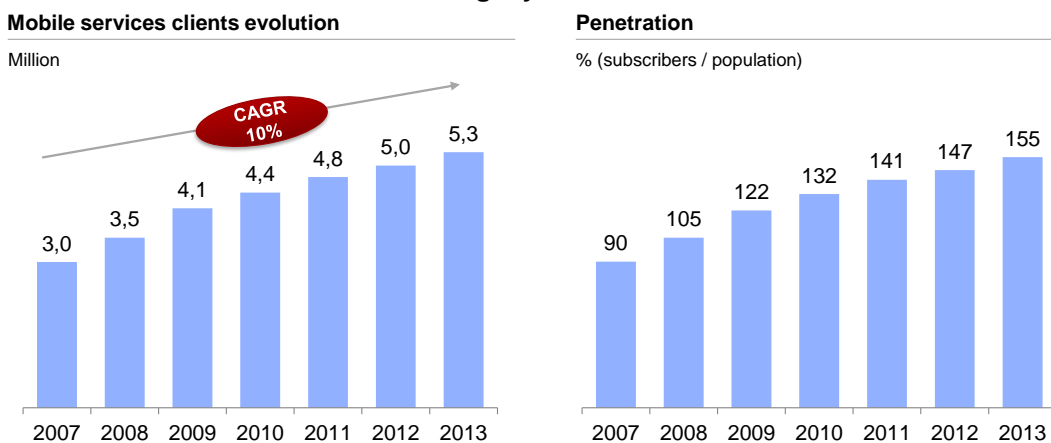 Mobile services clients evolution
Million
CAGR
10%
3,0
3,5
4,1
4,4
4,8
5,0
5,3
2007 2008 2009 2010 2011 2012 2013
Penetration
% (subscribers / population)
90
105
122
132
141
147
155
2007 2008 2009 2010 2011 2012 2013